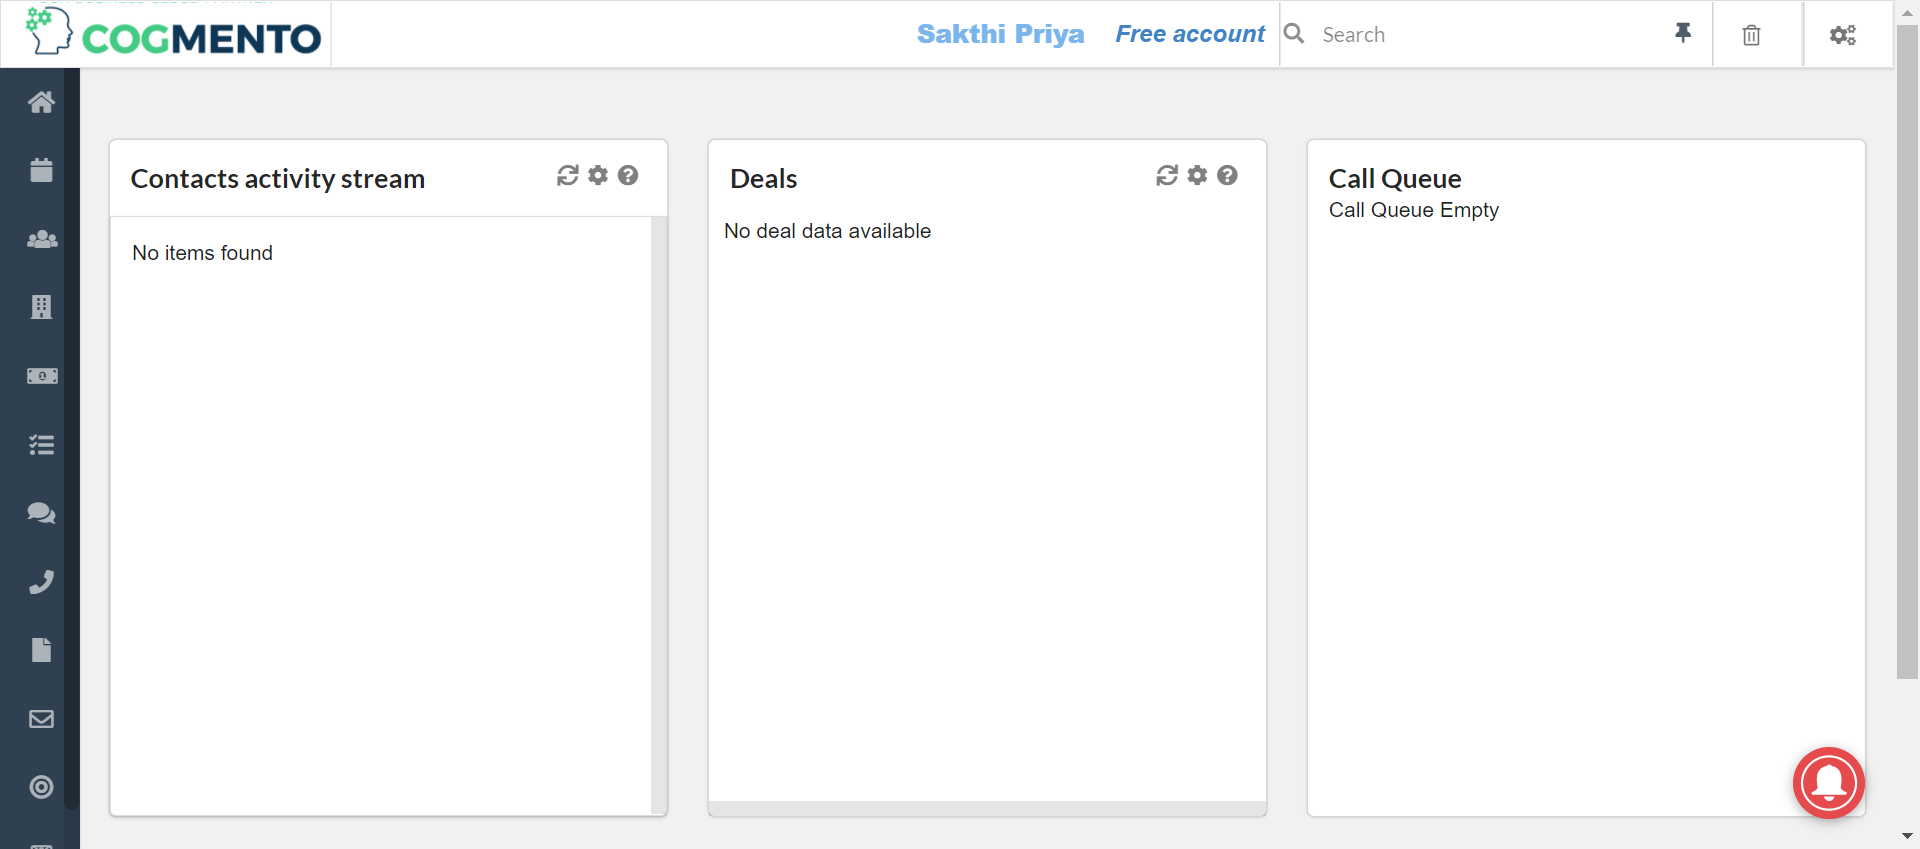 COGMENTO
Sakthi Priya Free account Search
Contacts activity stream
No items found
Deals
No deal data available
Call Queue
Call Queue Empty